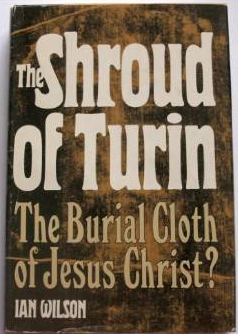 The Shroud
of Turin
The Burial Cloth
of Jesus Christ?
IAN WILSON